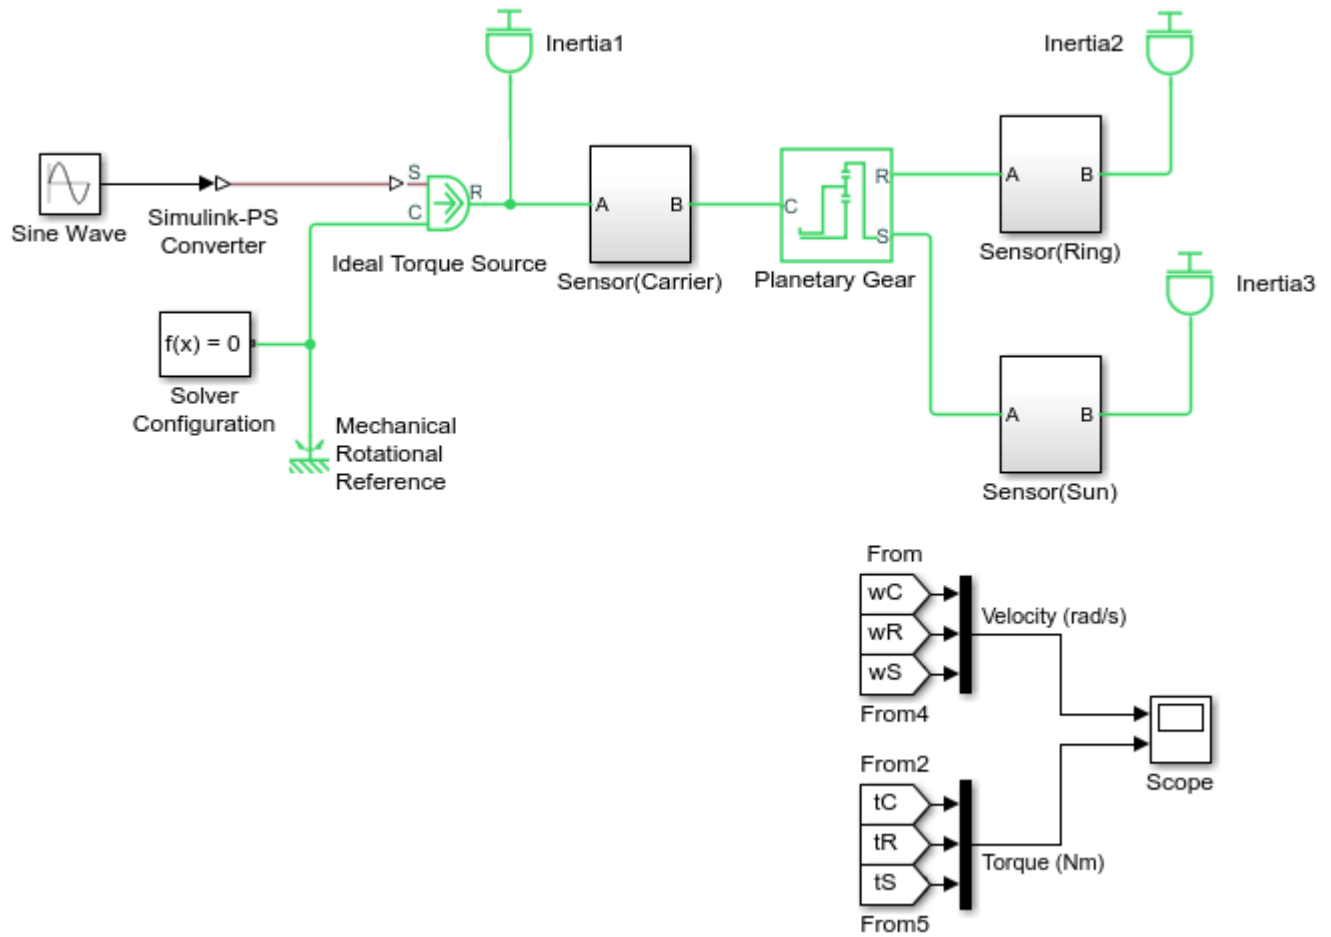 Inertia1
Inertia2
Sine Wave
Simulink-PS
Converter
S
C
R
Ideal Torque Source
A
B
Sensor(Carrier)
C
R
S
Planetary Gear
A
B
Sensor(Ring)
Inertia3
f(x) = 0
Solver
Configuration
Mechanical
Rotational
Reference
A
B
Sensor(Sun)
From
wC
wR
wS
From4
Velocity (rad/s)
From2
tC
tR
tS
From5
Torque (Nm)
Scope